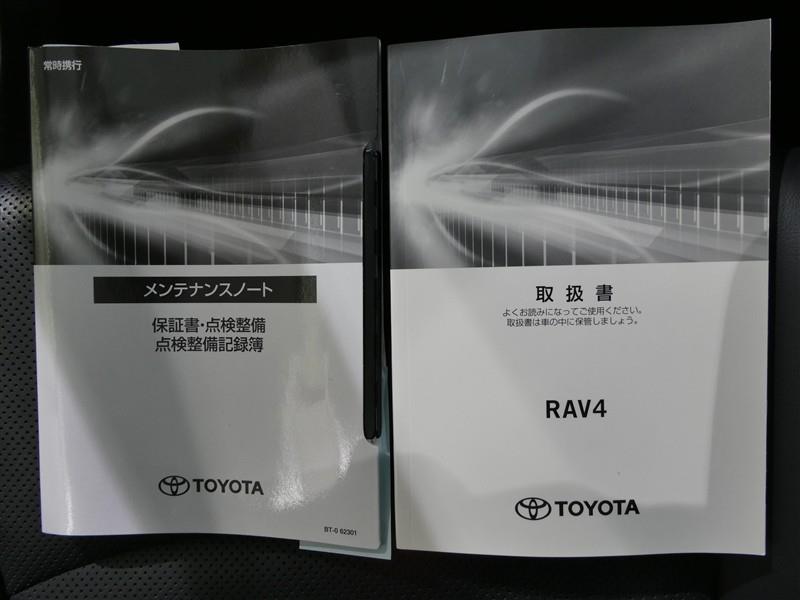 常時携行
メンテナンスノート
保証書・点検整備
点検整備記録簿
TOYOTA
BT-0 62301
取扱書
よくお読みになってご使用ください。
取扱書は車の中に保管しましょう。
RAV4
TOYOTA